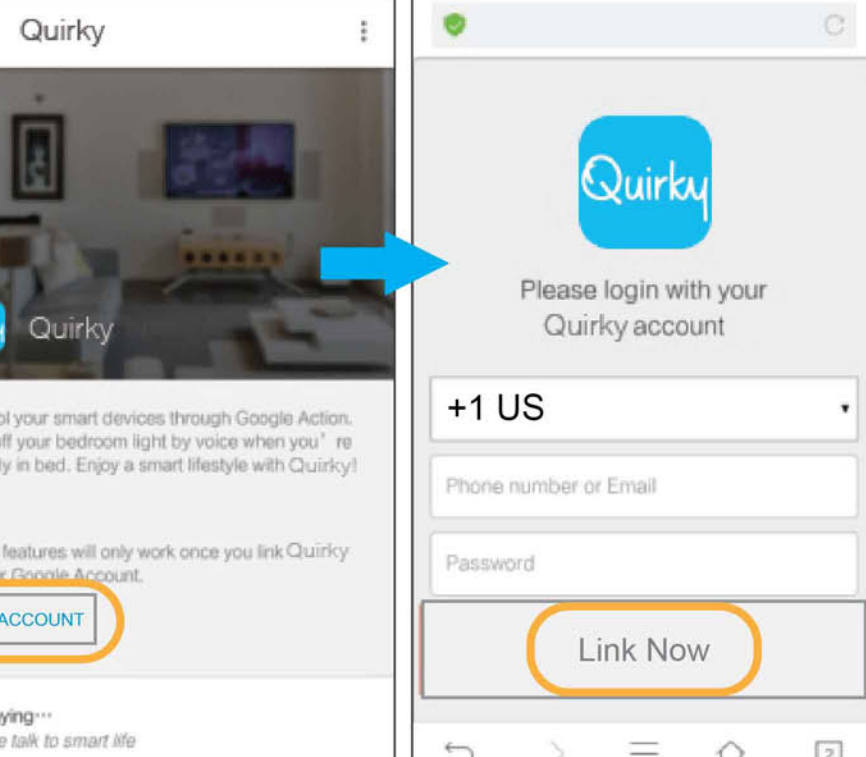 Quirky
Quirky
ol your smart devices through Google Action.
ff your bedroom light by voice when you're
ly in bed. Enjoy a smart lifestyle with Quirky!
features will only work once you link Quirky
r Google Account.
ACCOUNT
ying...
e talk to smart life
Quirky
Please login with your
Quirky account
+1 US
Phone number or Email
Password
Link Now
2